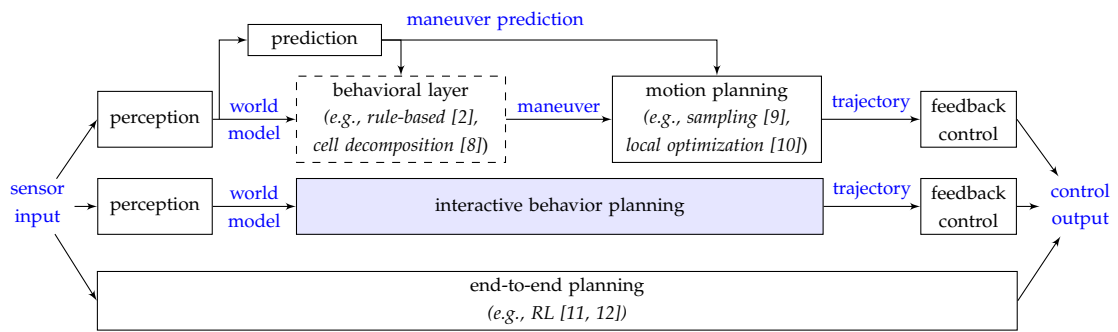 maneuver prediction
prediction
perception
world
model
behavioral layer
(e.g., rule-based [2],
cell decomposition [8])
maneuver
motion planning
(e.g., sampling [9],
local optimization [10])
trajectory
feedback
control
sensor
input
perception
world
model
interactive behavior planning
trajectory
feedback
control
control
output
end-to-end planning
(e.g., RL [11, 12])